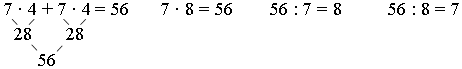 7 · 4 + 7 · 4 = 56 7 · 8 = 56 56 : 7 = 8 56 : 8 = 7
28 28
56